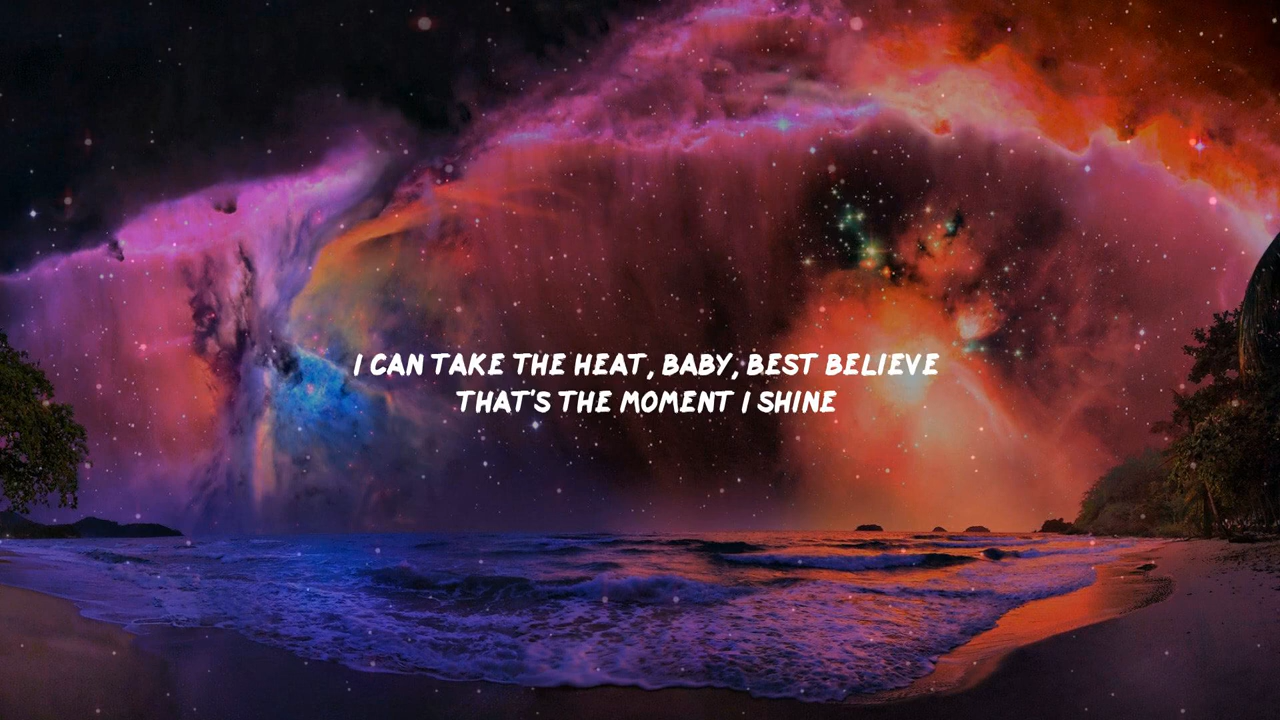 I CAN TAKE THE HEAT, BABY, BEST BELIEVE
THAT'S THE MOMENT I SHINE